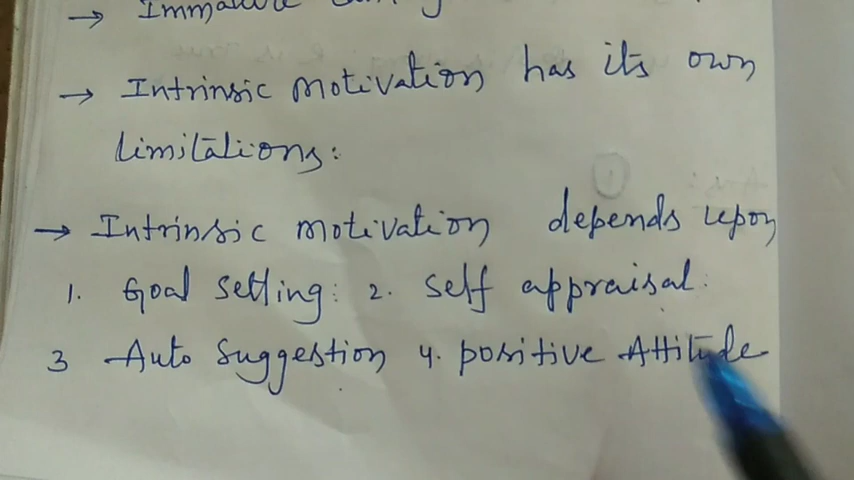 → Immature
→ Intrinsic motivation has its own
limitations:
→ Intrinsic motivation depends upon
1. Goal setting: 2. Self appraisal:
3 Auto suggestion 4. positive Attitude